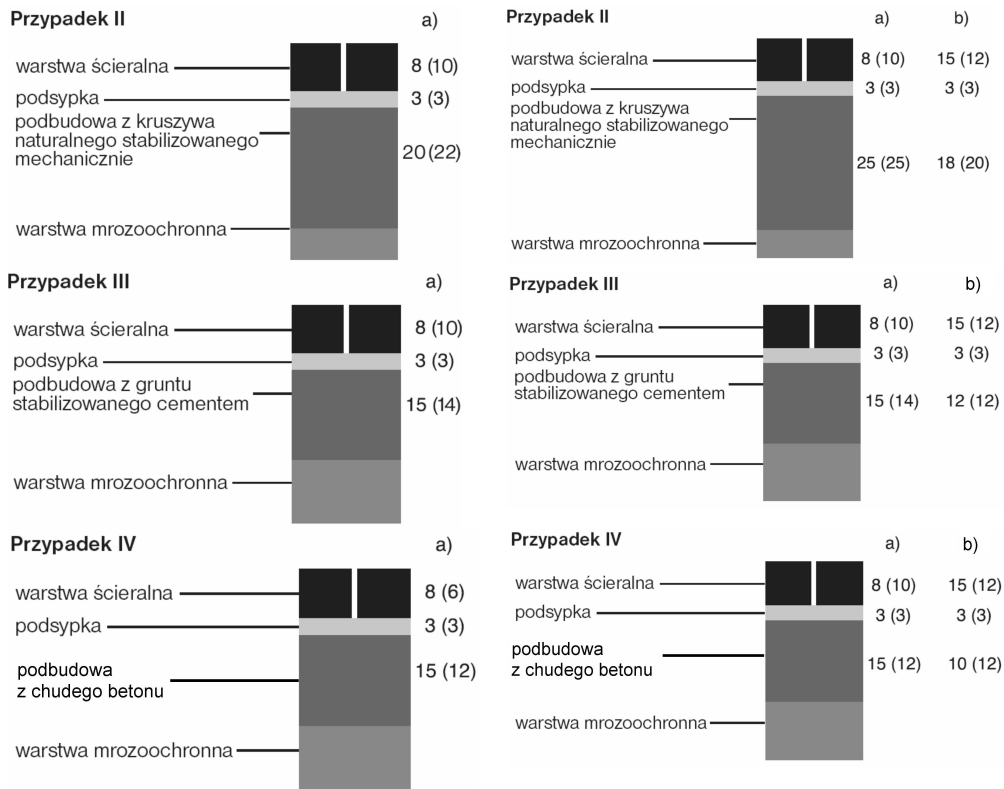 Przypadek II a)
warstwa ścieralna 8 (10)
podsypka 3 (3)
podbudowa z kruszywa
naturalnego stabilizowanego
mechanicznie 20 (22)
warstwa mrozoochronna
Przypadek II a) b)
warstwa ścieralna 8 (10) 15 (12)
podsypka 3 (3) 3 (3)
podbudowa z kruszywa
naturalnego stabilizowanego
mechanicznie
25 (25) 18 (20)
warstwa mrozoochronna
Przypadek III a)
warstwa ścieralna 8 (10)
podsypka 3 (3)
podbudowa z gruntu
stabilizowanego cementem 15 (14)
warstwa mrozoochronna
Przypadek III a) b)
warstwa ścieralna 8 (10) 15 (12)
podsypka 3 (3) 3 (3)
podbudowa z gruntu
stabilizowanego cementem 15 (14) 12 (12)
warstwa mrozoochronna
Przypadek IV a)
warstwa ścieralna 8 (6)
podsypka 3 (3)
podbudowa
z chudego betonu 15 (12)
warstwa mrozoochronna
Przypadek IV a) b)
warstwa ścieralna 8 (10) 15 (12)
podsypka 3 (3) 3 (3)
podbudowa
z chudego betonu 15 (12) 10 (12)
warstwa mrozoochronna